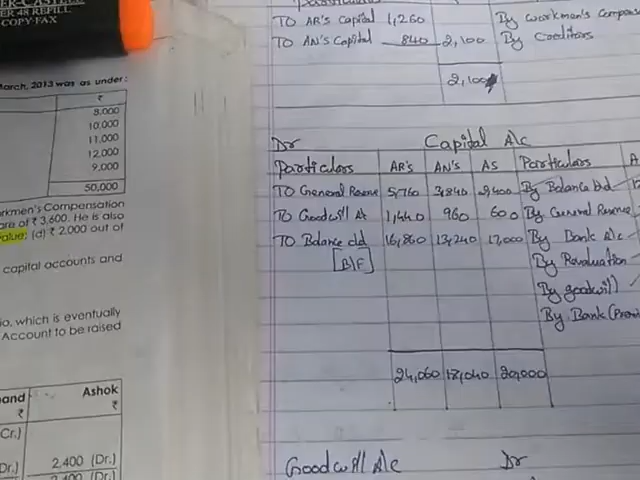 ER 48 REFILL
COPY-FAX
March, 2013 was as under:
₹
8,000
10,000
11,000
12,000
9,000
50,000
Compensation
are of ₹ 3,600. He is also
value; (d) ₹ 2,000 out of
capital accounts and
io, which is eventually
Account to be raised
and Ashok
₹ ₹
Cr.)
Dr.) 2,400 (Dr.)
TO AR's Capital 1,260
TO AN's Capital 840 2,100
2,100
By workmen's
By Creditors
Dr Capital A/c
Particulars AR'S AN'S AS Particulars A
TO General Reserve 5,760 3,840 2,400 By Balance b/d
TO Goodwill A/c 1,440 960 600 By General Reserve
TO Balance c/d 16,860 13,240 17,000 By Bank A/c
[B/F] By Revaluation
By goodwill
By Bank
24,060 18,040 20,000
Goodwill A/c Dr